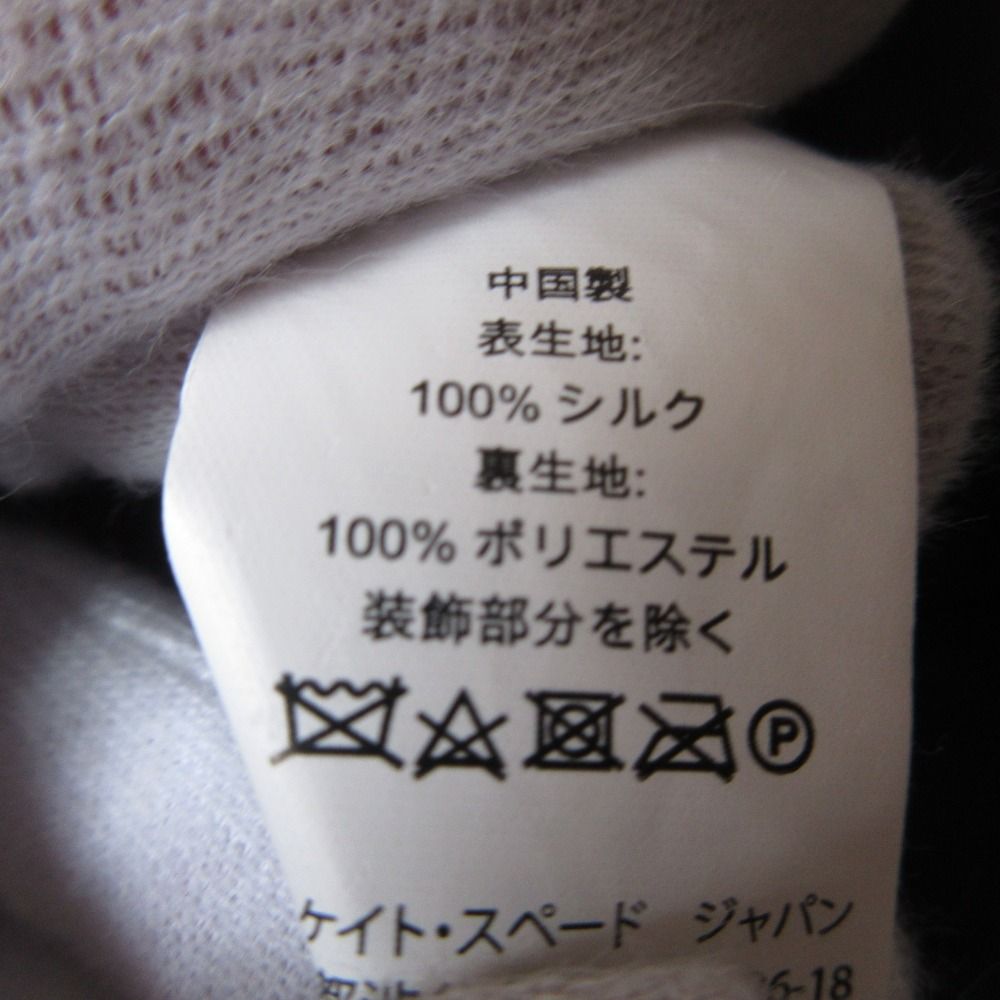 中国製
表生地:
100% シルク
裏生地:
100% ポリエステル
装飾部分を除く
P
ケイト・スペード ジャパン
6-18